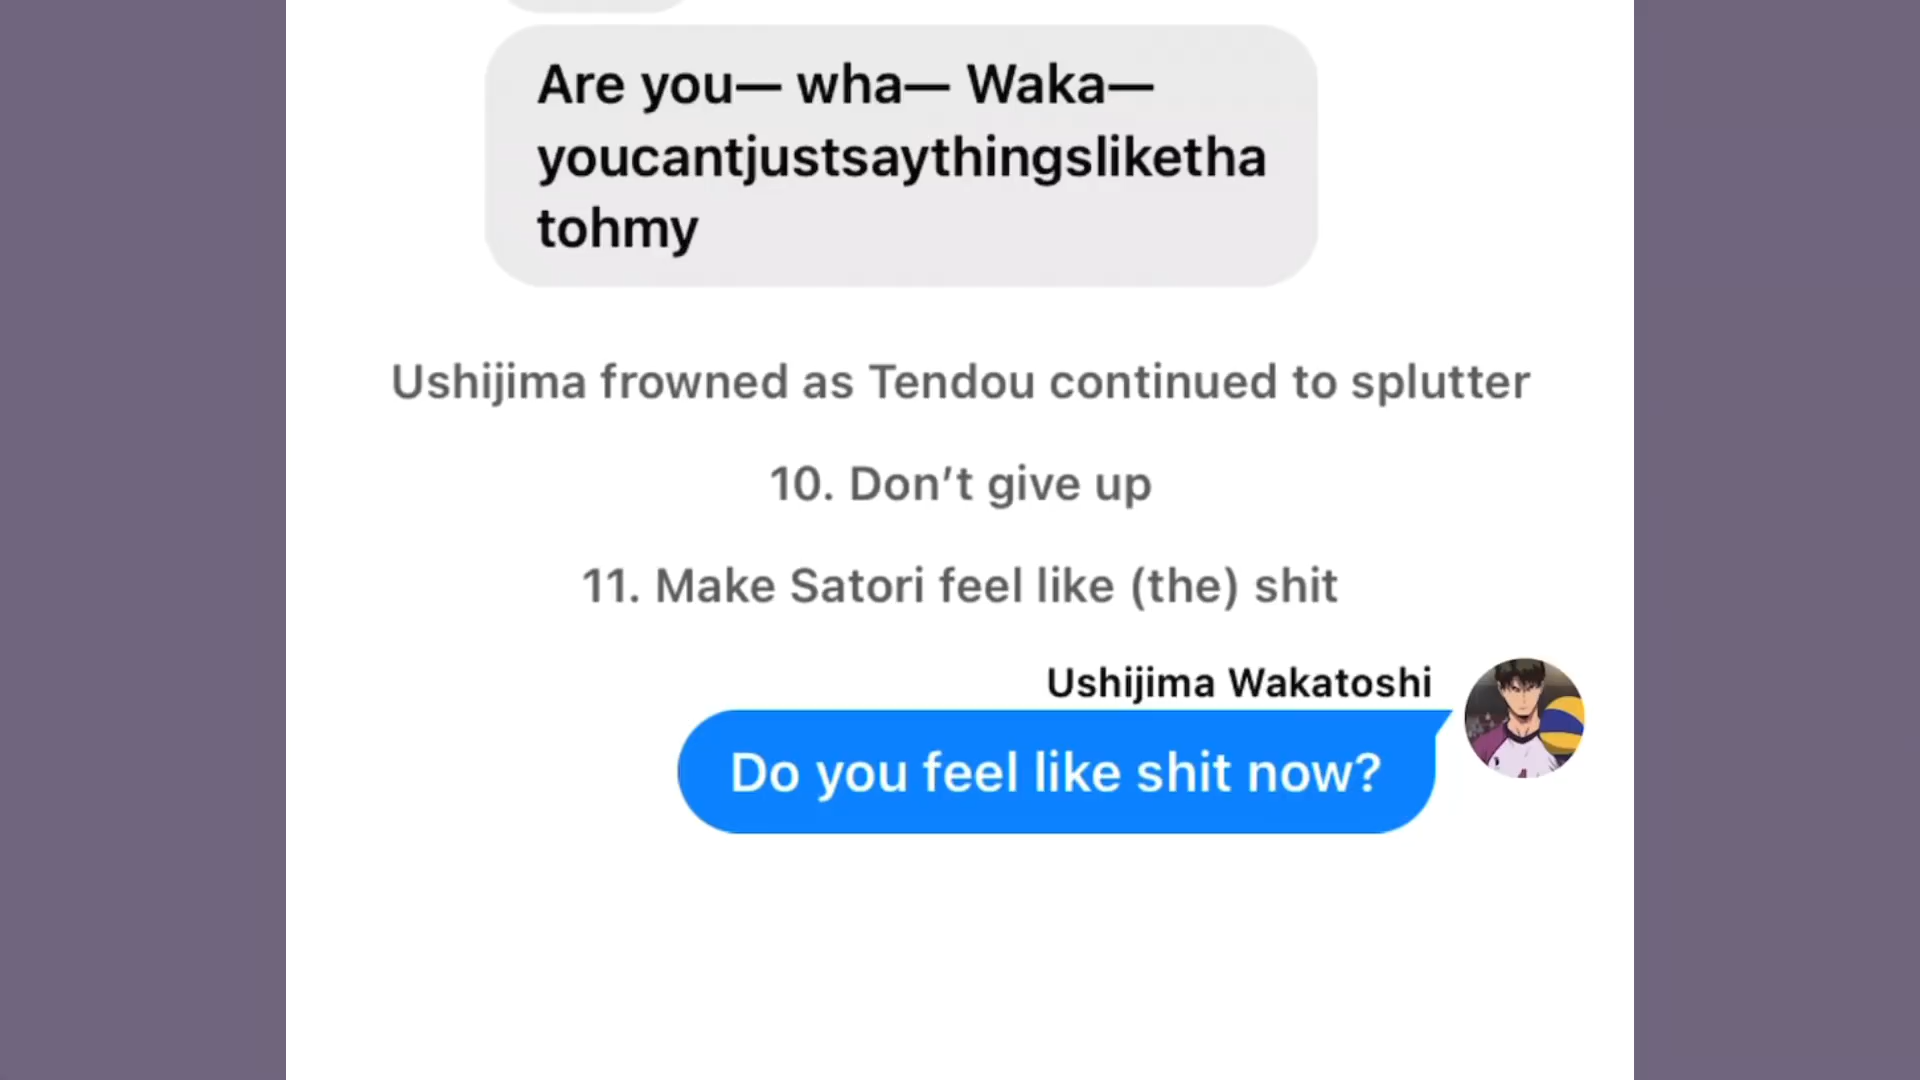 Are you— wha— Waka—
youcantjustsaythingsliketha
tohmy
Ushijima frowned as Tendou continued to splutter
10. Don’t give up
11. Make Satori feel like (the) shit
Ushijima Wakatoshi
Do you feel like shit now?